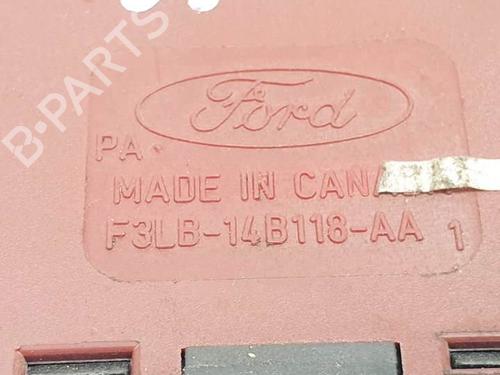 B-PARTS
Ford
PA
MADE IN CANA
F3LB-14B118-AA 1